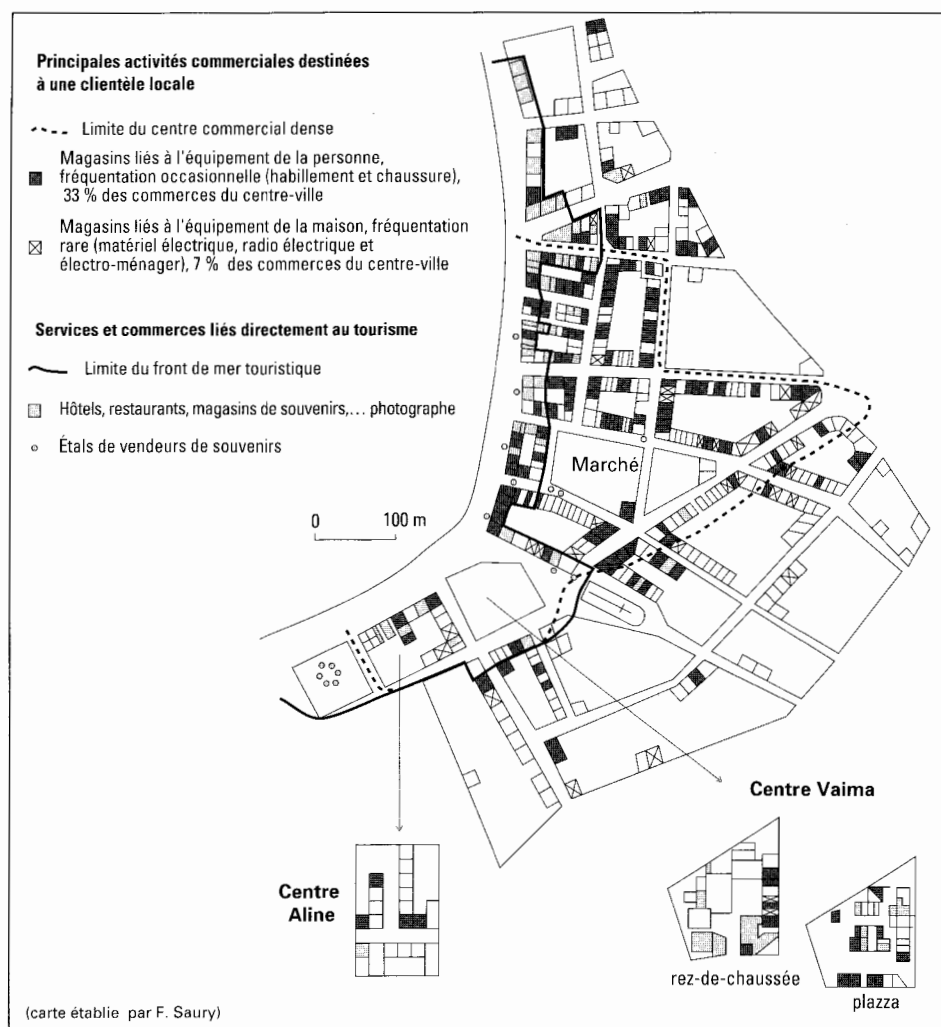 Principales activités commerciales destinées
à une clientèle locale
Limite du centre commercial dense
Magasins liés à l'équipement de la personne,
fréquentation occasionnelle (habillement et chaussure),
33 % des commerces du centre-ville
Magasins liés à l'équipement de la maison, fréquentation
rare (matériel électrique, radio électrique et
électro-ménager), 7 % des commerces du centre-ville
Services et commerces liés directement au tourisme
Limite du front de mer touristique
Hôtels, restaurants, magasins de souvenirs,... photographe
Étals de vendeurs de souvenirs
0 100 m
Marché
Centre Vaima
Centre
Aline
rez-de-chaussée
plazza
(carte établie par F. Saury)